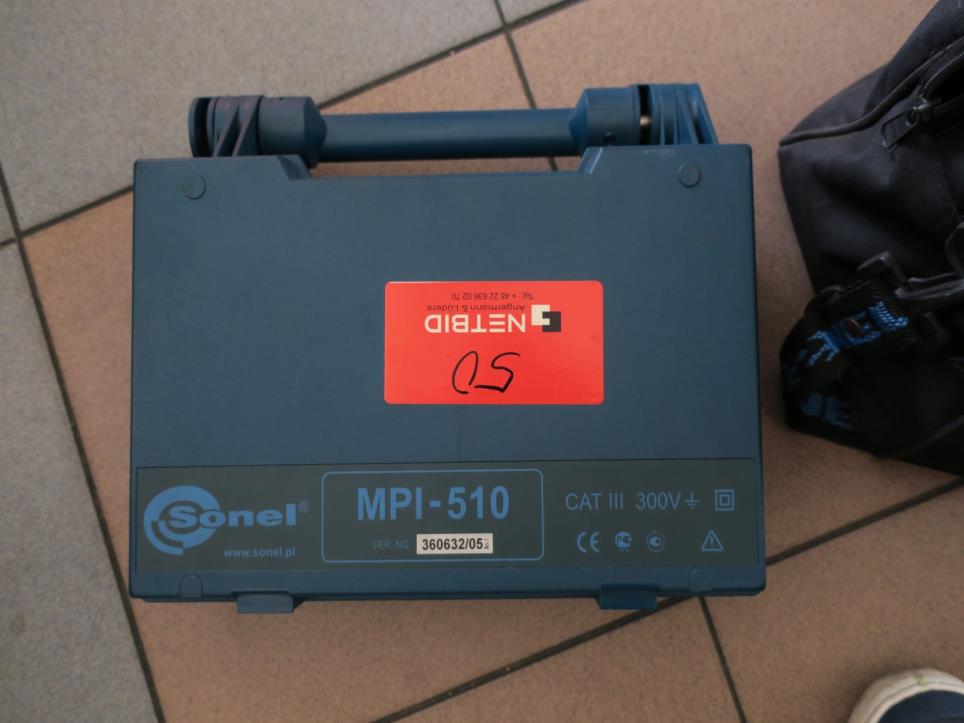 50
NETBID
Angermann & Lüders
Tel.: + 48 22 636 02 70
Sonel®
www.sonel.pl
MPI-510
SER. NO 360632/05
CAT III 300V
CE